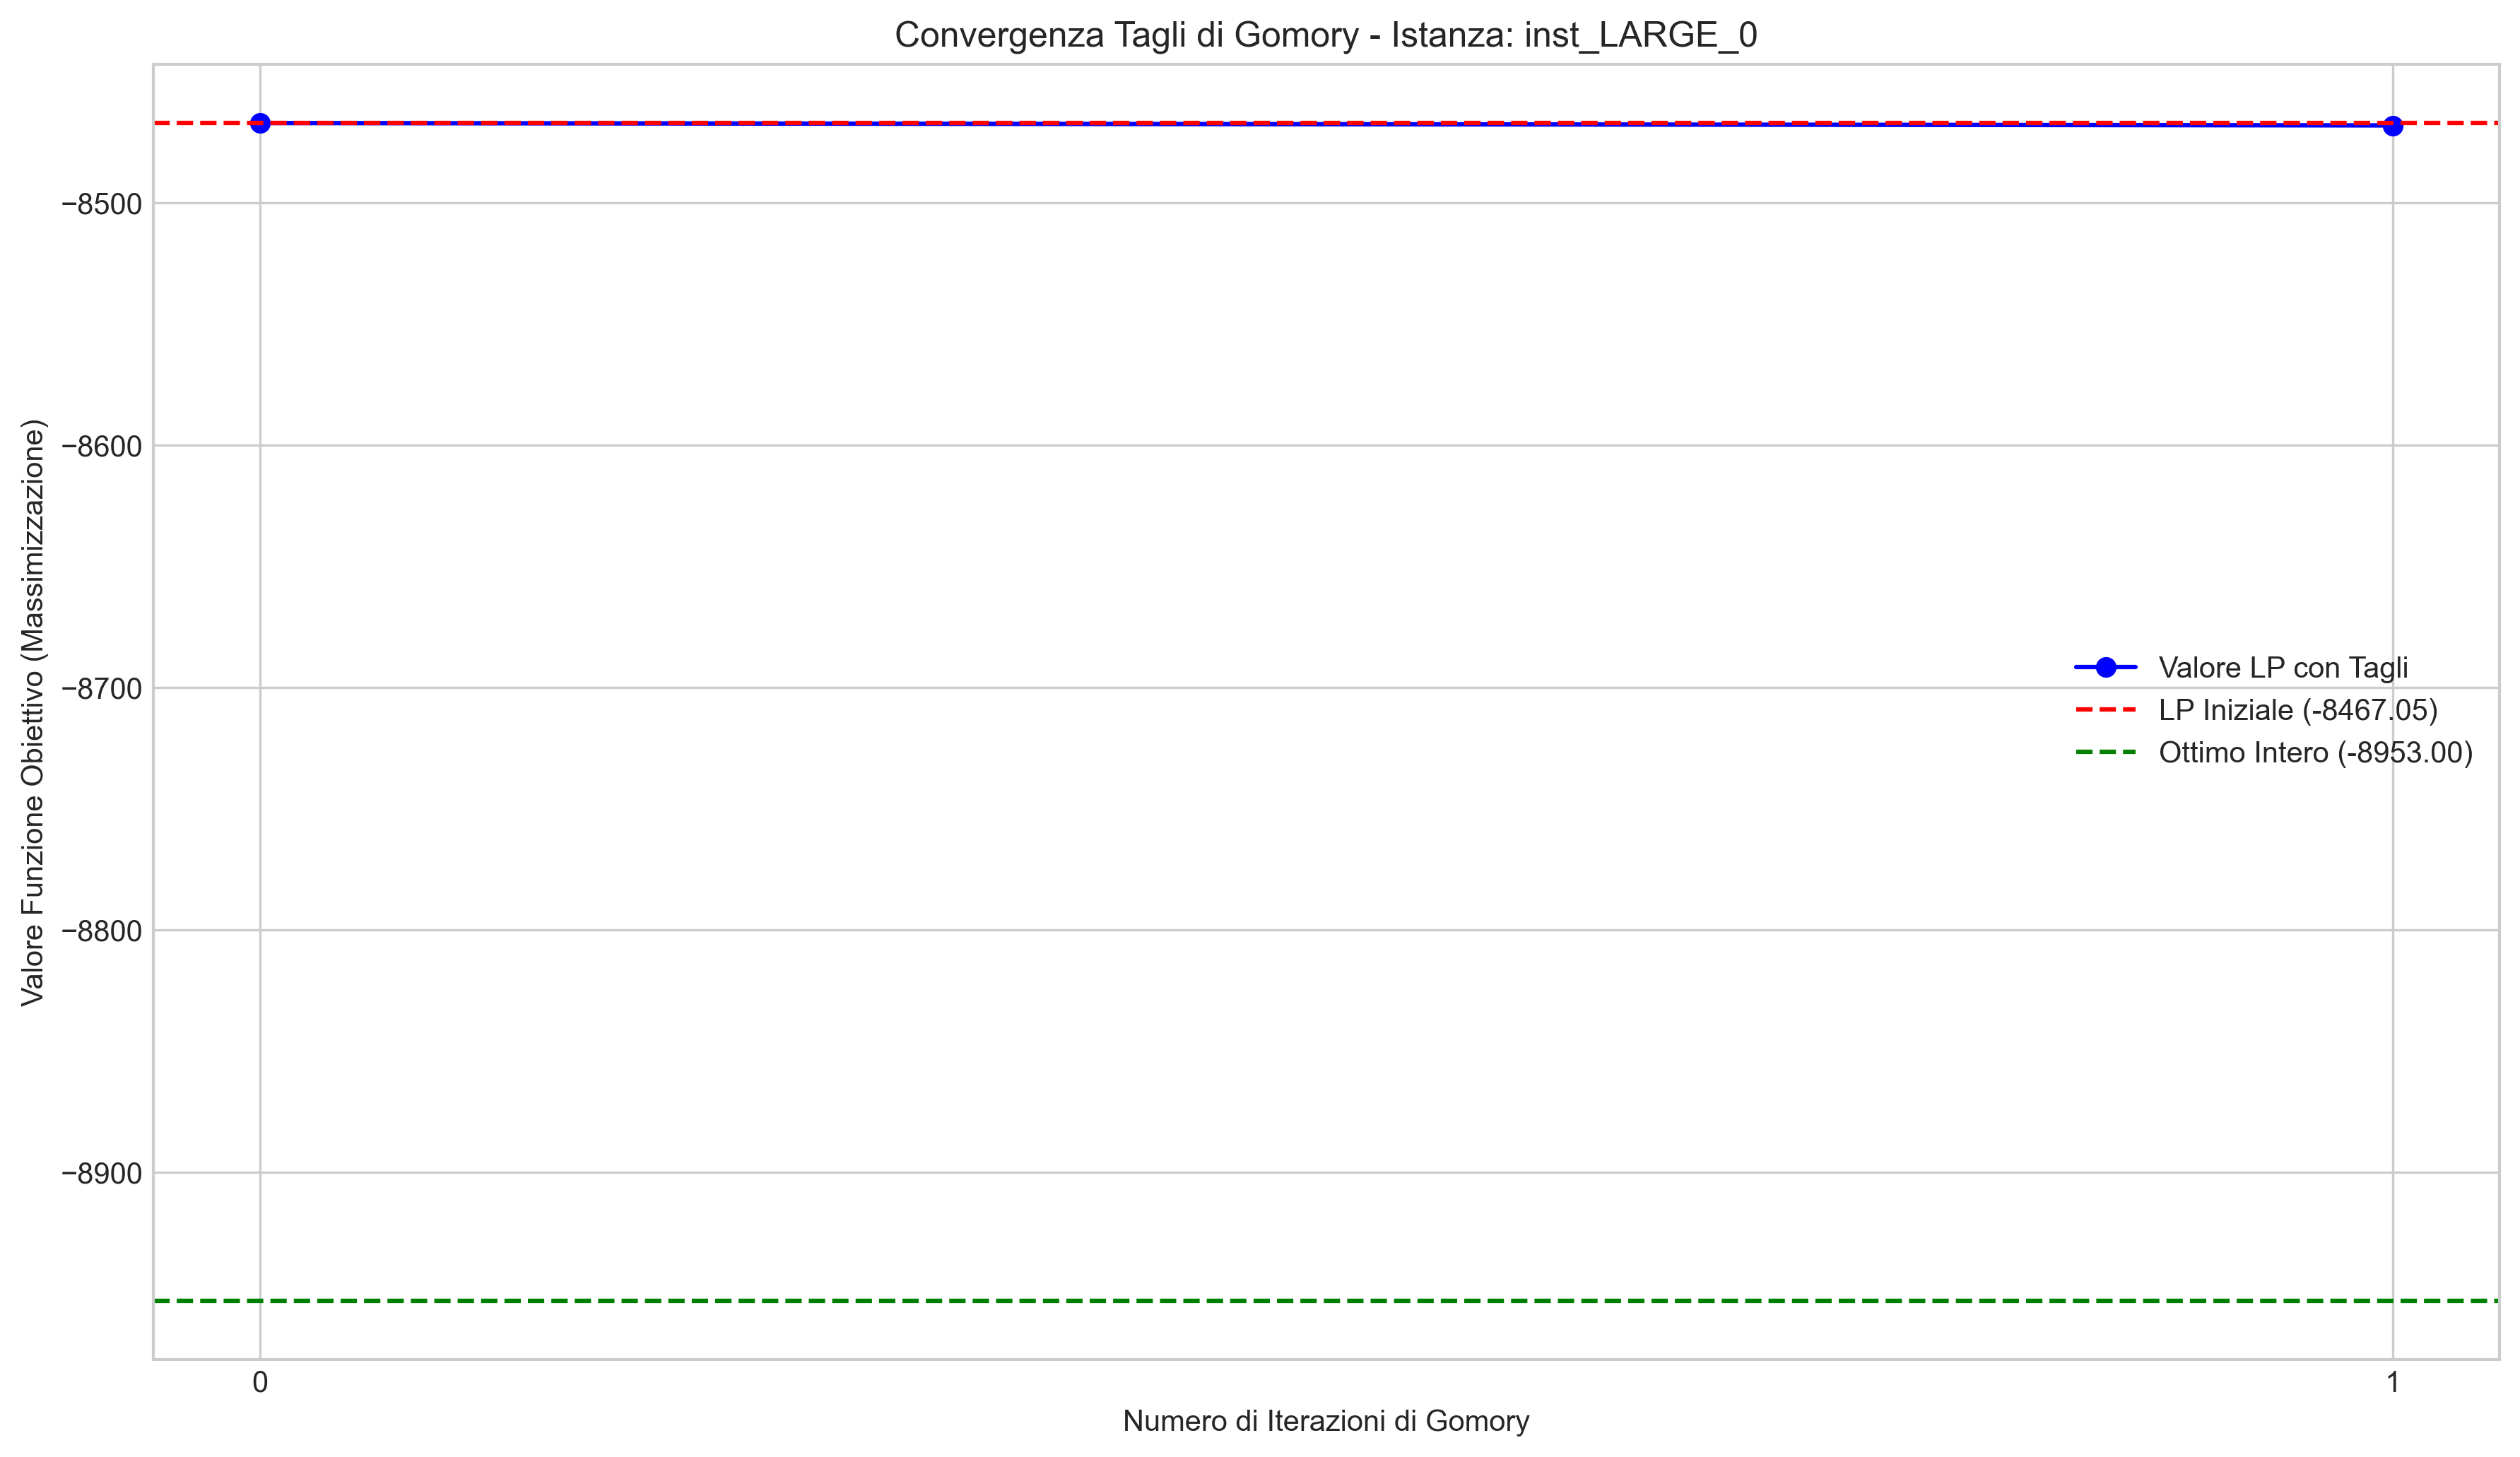 Convergenza Tagli di Gomory - Istanza: inst_LARGE_0
Valore Funzione Obiettivo (Massimizzazione)
−8500
−8600
−8700
−8800
−8900
Valore LP con Tagli
LP Iniziale (-8467.05)
Ottimo Intero (-8953.00)
0
1
Numero di Iterazioni di Gomory